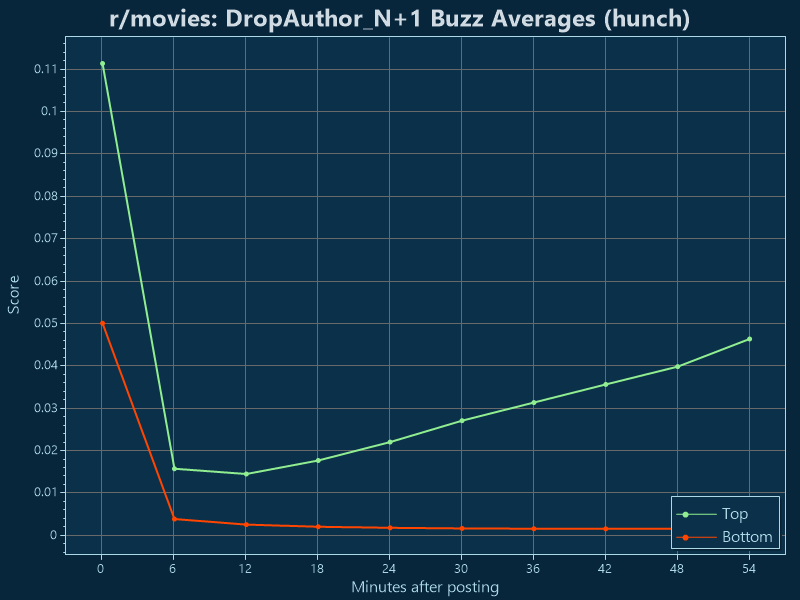 r/movies: DropAuthor_N+1 Buzz Averages (hunch)
0.11
0.1
0.09
0.08
0.07
0.06
0.05
0.04
0.03
0.02
0.01
0
Score
0 6 12 18 24 30 36 42 48 54
Minutes after posting
Top
Bottom